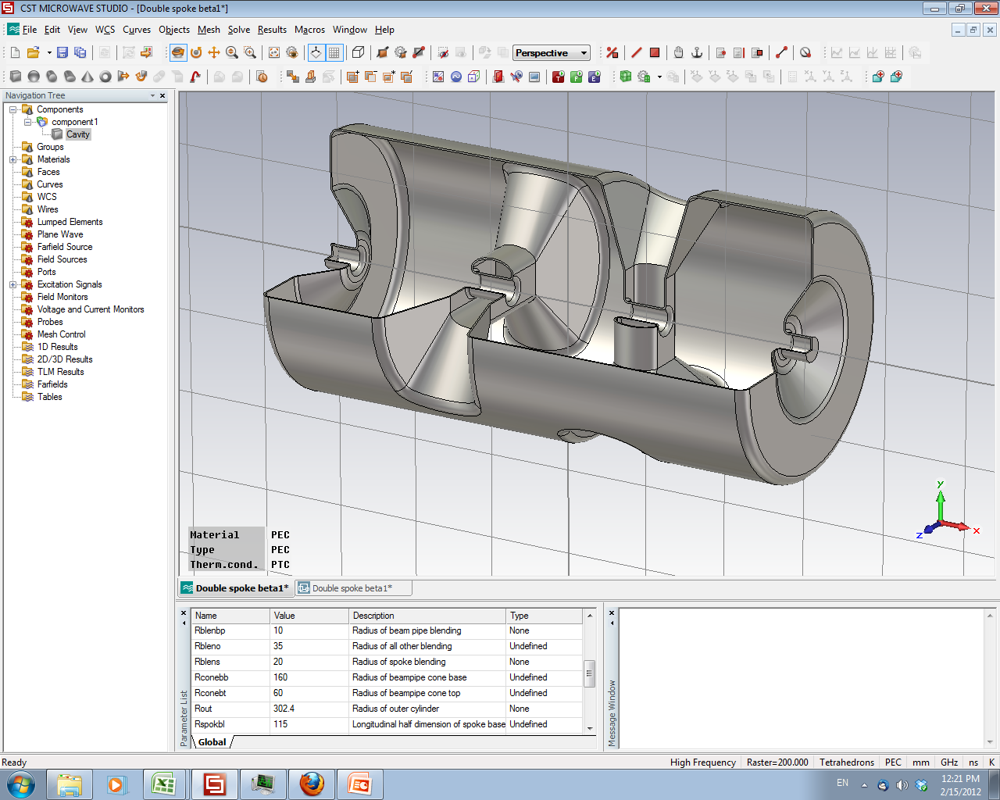 CST MICROWAVE STUDIO - [Double spoke beta1*]
File Edit View WCS Curves Objects Mesh Solve Results Macros Window Help
Perspective
Navigation Tree
Components
component1
Cavity
Groups
Materials
Faces
Curves
WCS
Wires
Lumped Elements
Plane Wave
Farfield Source
Field Sources
Ports
Excitation Signals
Field Monitors
Voltage and Current Monitors
Probes
Mesh Control
1D Results
2D/3D Results
TLM Results
Farfields
Tables
y
x
z
Material PEC
Type PEC
Therm.cond. PTC
Double spoke beta1* Double spoke beta1*
Name Value Description Type
Rblenbp 10 Radius of beam pipe blending None
Rbleno 35 Radius of all other blending Undefined
Rblens 20 Radius of spoke blending None
Rconebb 160 Radius of beampipe cone base Undefined
Rconebt 60 Radius of beampipe cone top Undefined
Rout 302.4 Radius of outer cylinder None
Rspokbl 115 Longitudinal half dimension of spoke base Undefined
Global
Parameter List
Message Window
Ready High Frequency Raster=200.000 Tetrahedrons PEC mm GHz ns K
EN
12:21 PM
2/15/2012